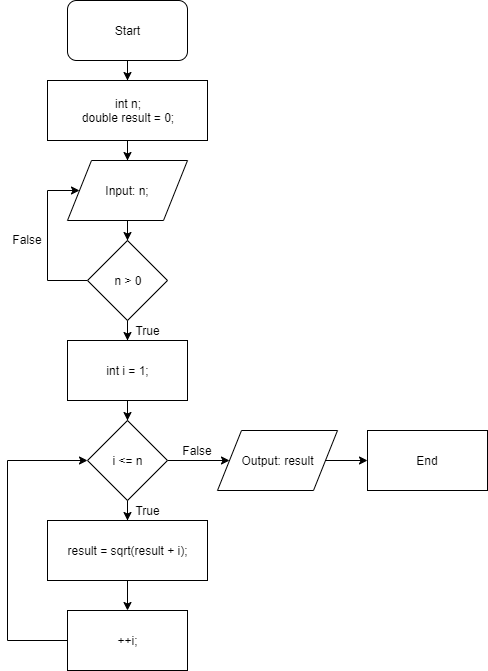 Start
int n;
double result = 0;
Input: n;
False
n > 0
True
int i = 1;
i <= n
False
Output: result
End
True
result = sqrt(result + i);
++i;